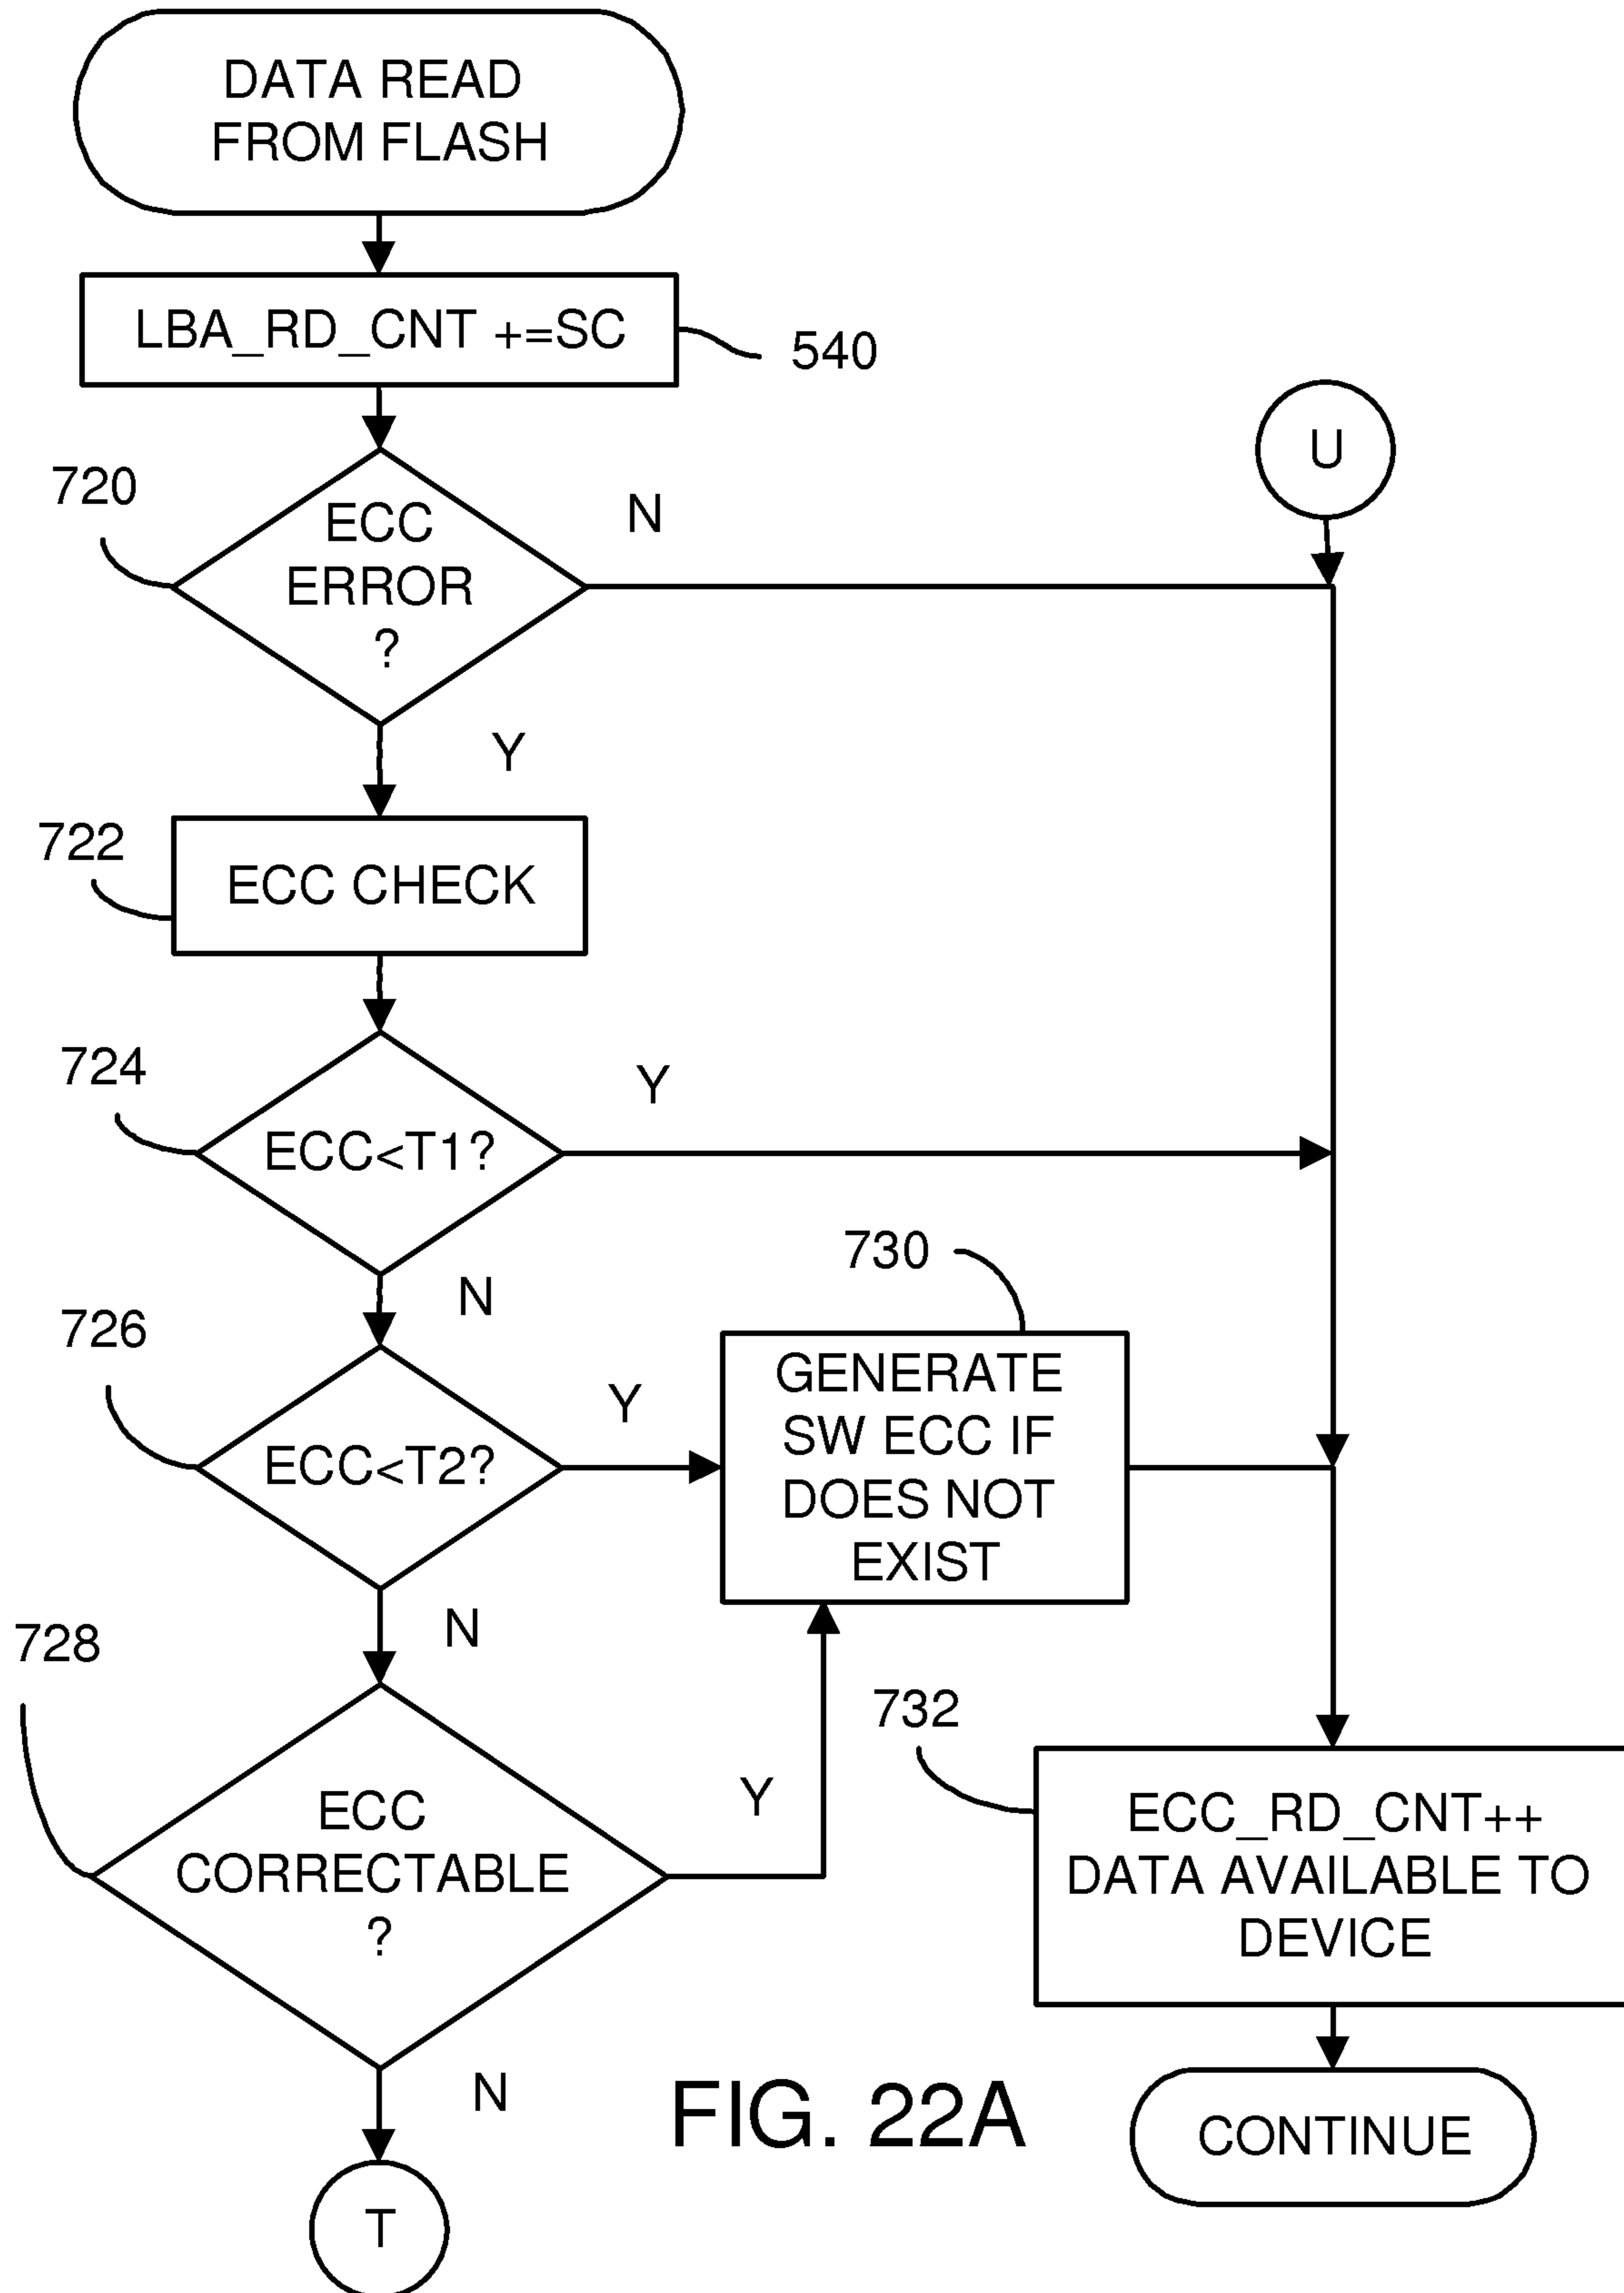 DATA READ
FROM FLASH
LBA_RD_CNT +=SC
540
U
720
ECC
ERROR
?
N
Y
722
ECC CHECK
724
ECC<T1?
Y
N
730
726
ECC<T2?
Y
GENERATE
SW ECC IF
DOES NOT
EXIST
N
728
732
ECC
CORRECTABLE
?
Y
ECC_RD_CNT++
DATA AVAILABLE TO
DEVICE
N
FIG. 22A
CONTINUE
T